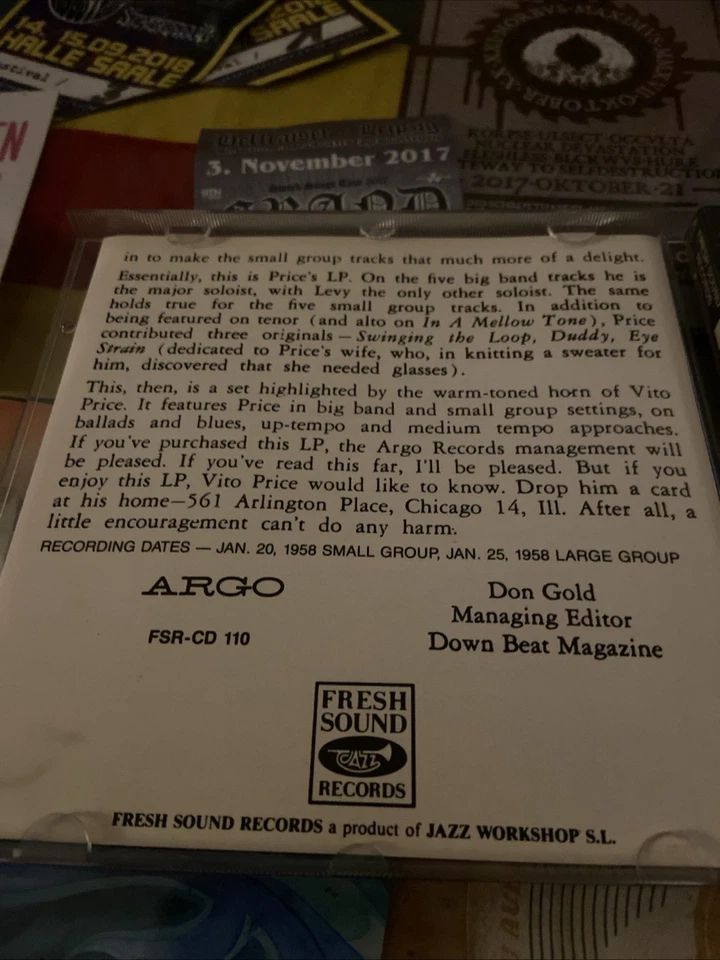 14. 15.09.2018
HALLE SAALE
SAALE
3. November 2017
KORPSE·ULSECT·OCCVLTA
NUCLEAR DEVASTATION
2017·OKTOBER·21
in to make the small group tracks that much more of a delight.
Essentially, this is Price's LP. On the five big band tracks he is
the major soloist, with Levy the only other soloist. The same
holds true for the five small group tracks. In addition to
being featured on tenor (and alto on In A Mellow Tone), Price
contributed three originals — Swinging the Loop, Duddy, Eye
Strain (dedicated to Price's wife, who, in knitting a sweater for
him, discovered that she needed glasses).
This, then, is a set highlighted by the warm-toned horn of Vito
Price. It features Price in big band and small group settings, on
ballads and blues, up-tempo and medium tempo approaches.
If you've purchased this LP, the Argo Records management will
be pleased. If you've read this far, I'll be pleased. But if you
enjoy this LP, Vito Price would like to know. Drop him a card
at his home—561 Arlington Place, Chicago 14, Ill. After all, a
little encouragement can't do any harm.
RECORDING DATES — JAN. 20, 1958 SMALL GROUP, JAN. 25, 1958 LARGE GROUP
ARGO
FSR-CD 110
Don Gold
Managing Editor
Down Beat Magazine
FRESH
SOUND
JAZZ
RECORDS
FRESH SOUND RECORDS a product of JAZZ WORKSHOP S.L.